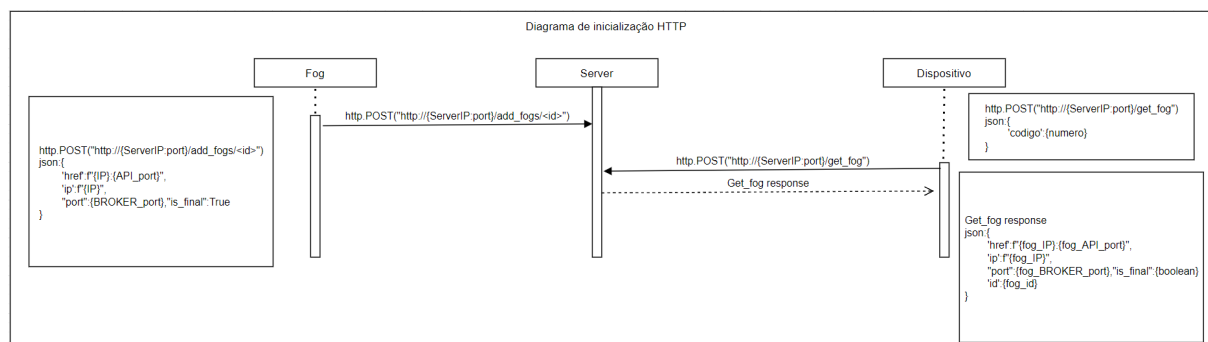 Diagrama de inicialização HTTP
Fog
Server
Dispositivo
http.POST("http://{ServerIP:port}/add_fogs/<id>")
json:{
'href':f"{IP}:{API_port}",
'ip':f"{IP}",
"port":{BROKER_port},"is_final":True
}
http.POST("http://{ServerIP:port}/add_fogs/<id>")
http.POST("http://{ServerIP:port}/get_fog")
Get_fog response
http.POST("http://{ServerIP:port}/get_fog")
json:{
'codigo':{numero}
}
Get_fog response
json:{
'href':f"{fog_IP}:{fog_API_port}",
'ip':f"{fog_IP}",
"port":{fog_BROKER_port},"is_final":{boolean}
'id':{fog_id}
}